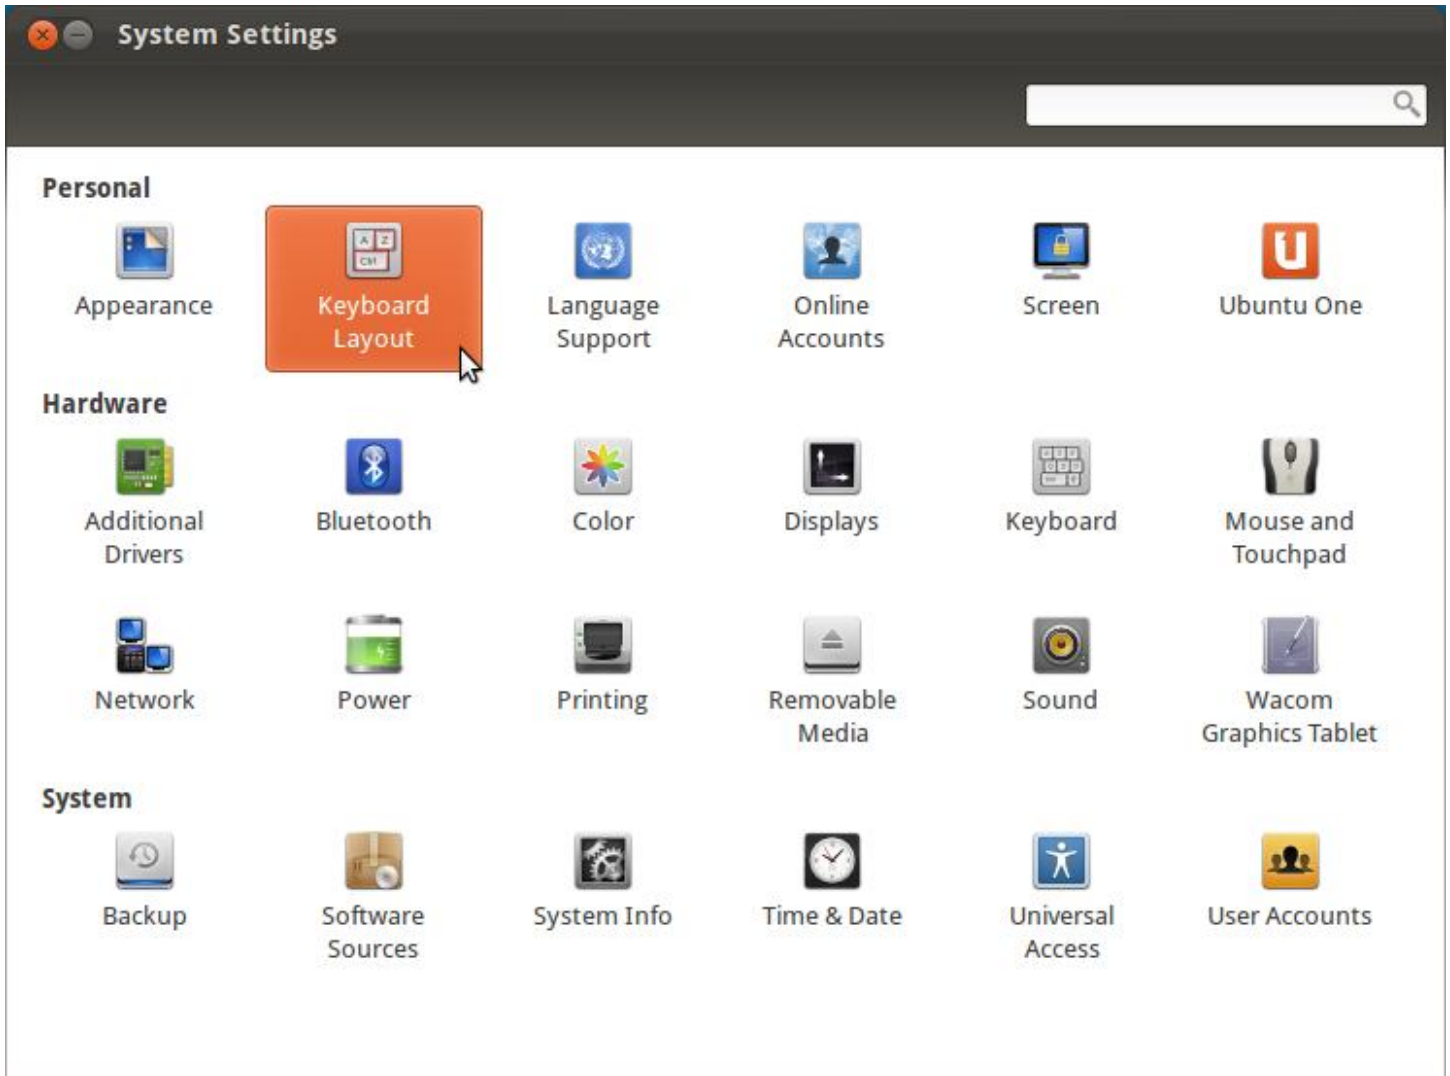 System Settings
Personal
Appearance
Keyboard
Layout
Language
Support
Online
Accounts
Screen
Ubuntu One
Hardware
Additional
Drivers
Bluetooth
Color
Displays
Keyboard
Mouse and
Touchpad
Network
Power
Printing
Removable
Media
Sound
Wacom
Graphics Tablet
System
Backup
Software
Sources
System Info
Time & Date
Universal
Access
User Accounts